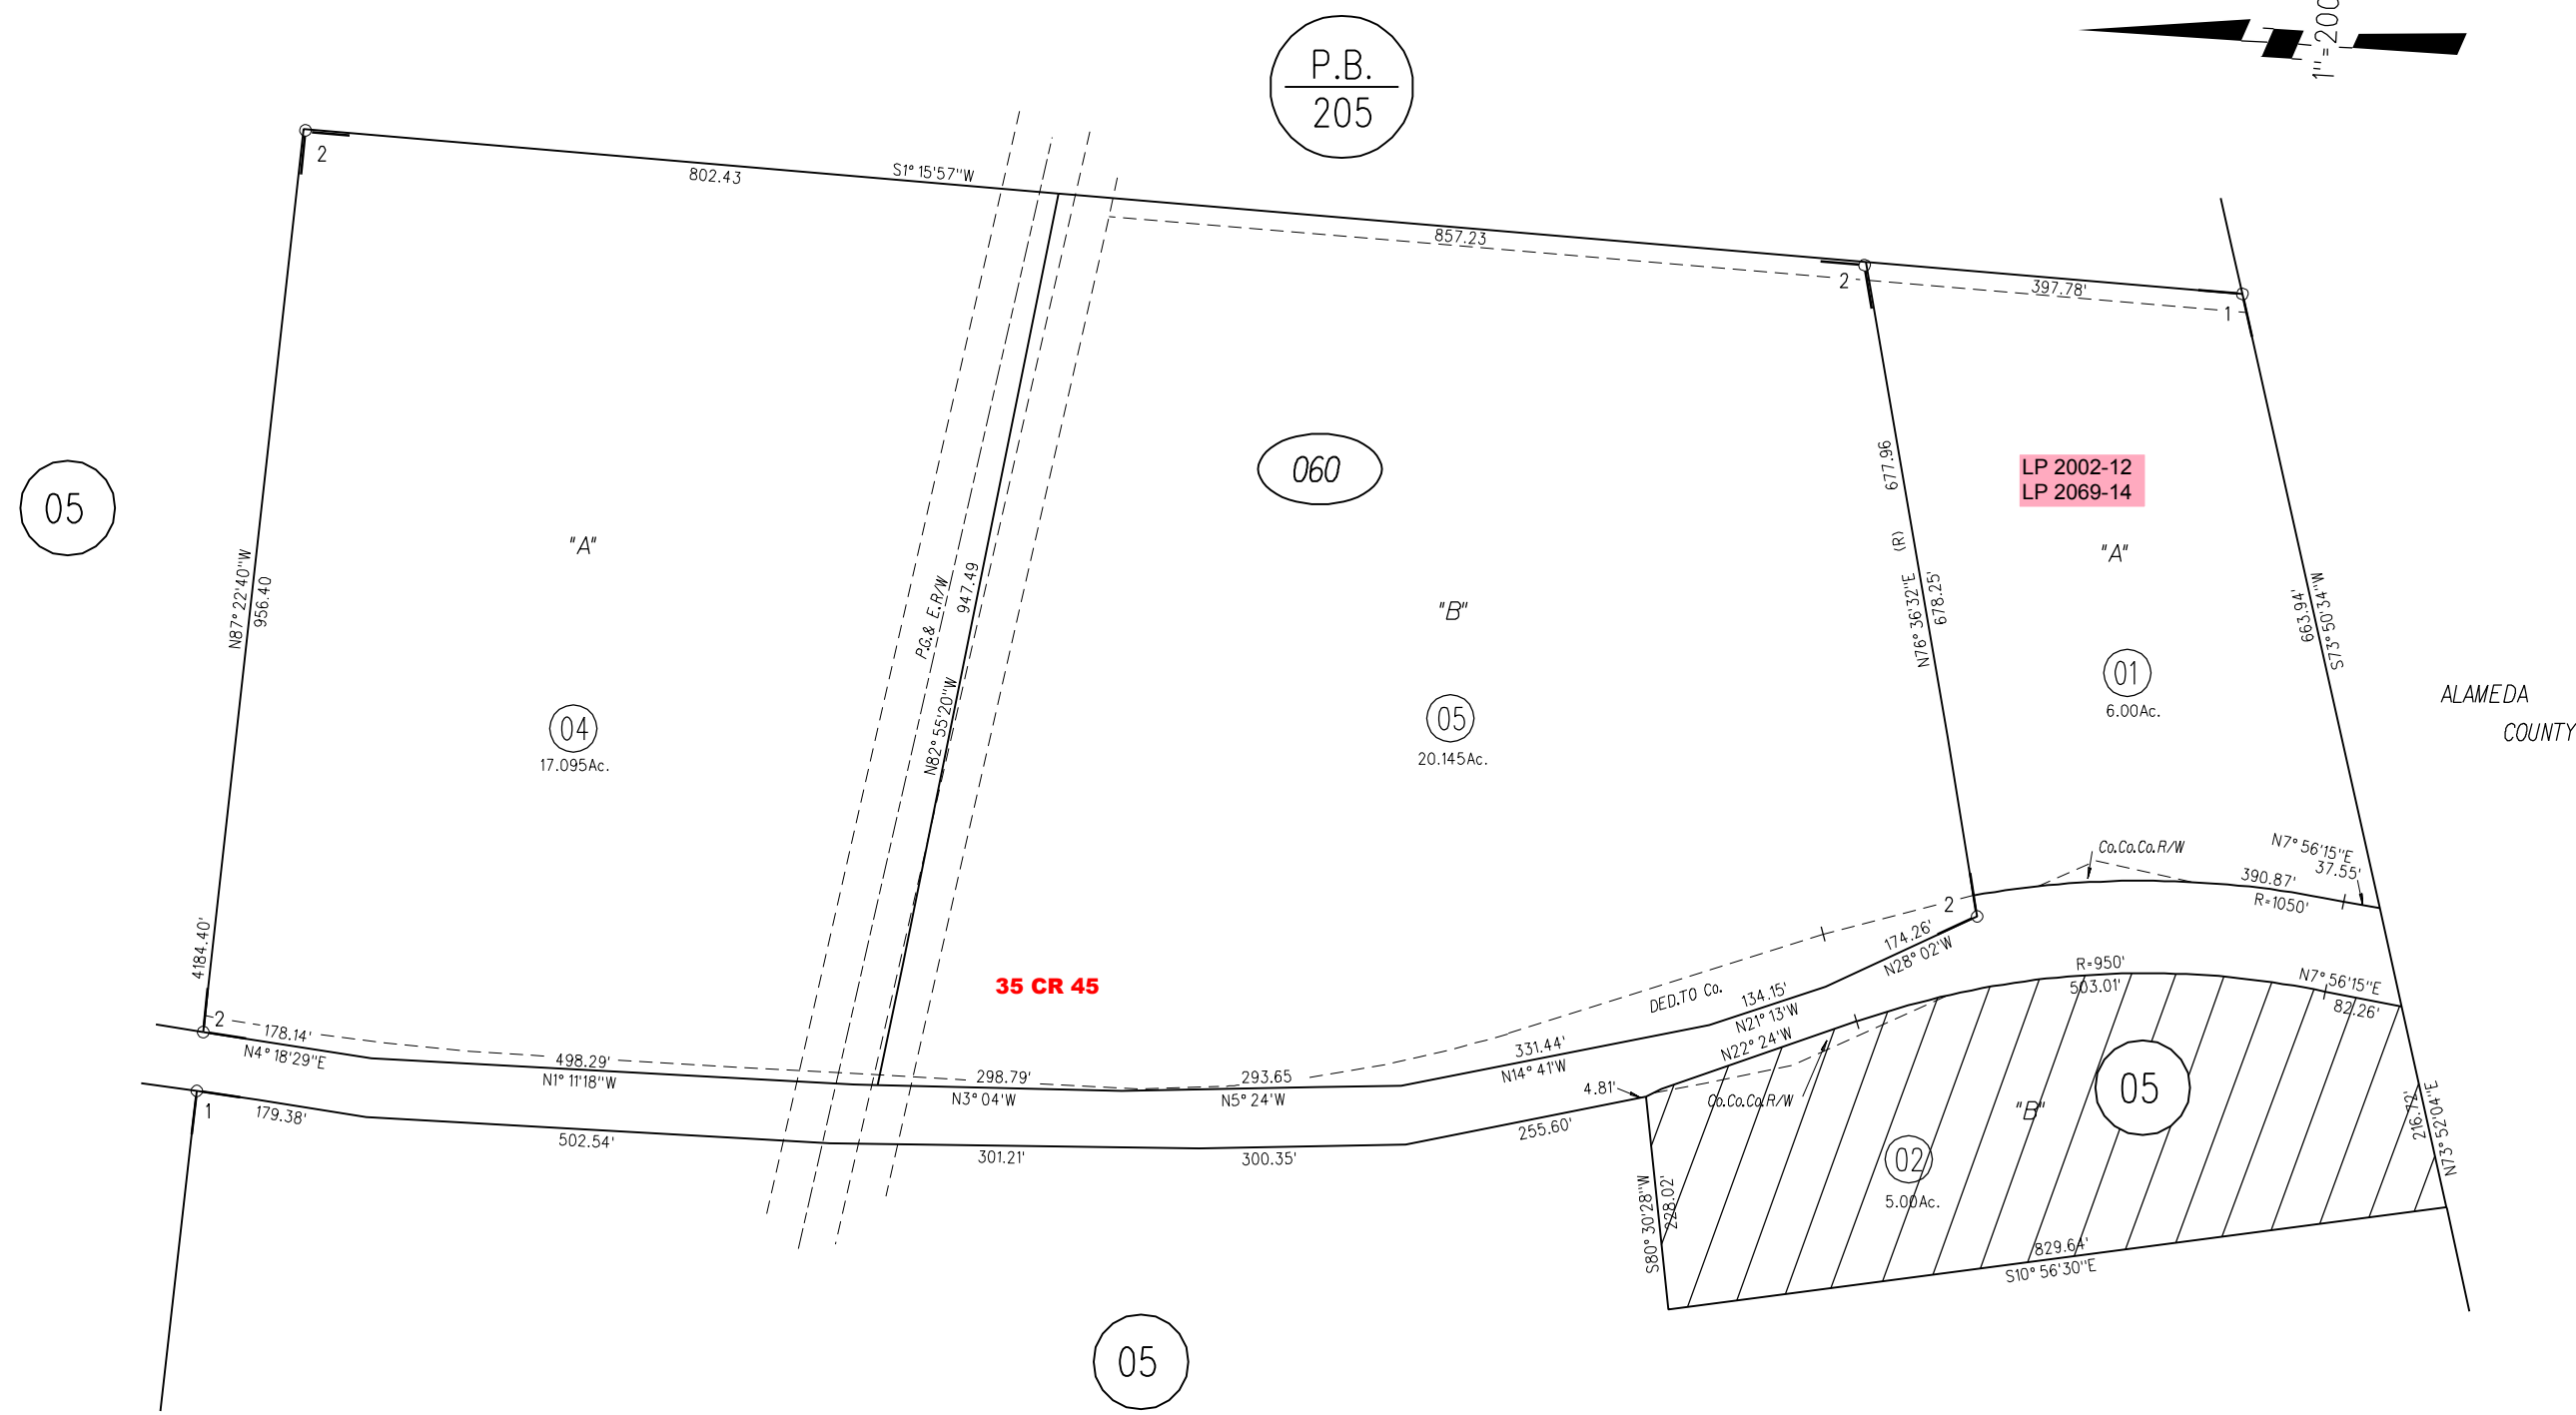 1"=200
P.B.
205
2
802.43
S1° 15'57"W
857.23
2
397.78'
1
060
05
677.96
(R)
N76° 36'32"E
678.25'
LP 2002-12
LP 2069-14
"A"
"A"
"B"
N87° 22'40"W
956.40
P.G.& E.R/W
947.49
N82° 55'20"W
663.94'
S73° 50'34"W
01
6.00Ac.
ALAMEDA
COUNTY
04
17.095Ac.
05
20.145Ac.
Co.Co.Co.R/W
N7° 56'15"E
37.55'
390.87'
R=1050'
4184.40'
2
174.26'
N28° 02'W
35 CR 45
DED.TO Co.
134.15'
N21° 13'W
R=950'
503.01'
N7° 56'15"E
82.26'
2
178.14'
N4° 18'29"E
498.29'
N1° 11'18"W
298.79'
N3° 04'W
293.65
N5° 24'W
331.44'
N14° 41'W
N22° 24'W
4.81'
Co.Co.Co.R/W
1
179.38'
502.54'
301.21'
300.35'
255.60'
"B"
05
02
5.00Ac.
216.72'
N73° 52'04"E
S80° 30'28"W
228.02'
829.64'
S10° 56'30"E
05